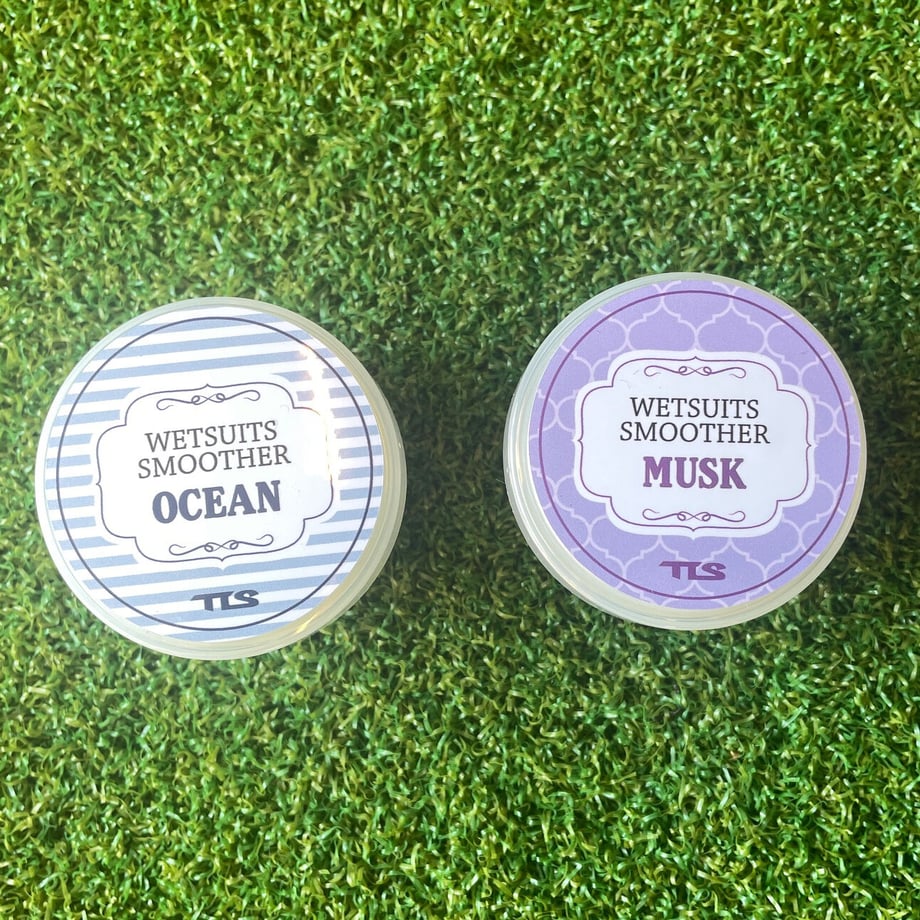 WETSUITS
SMOOTHER
OCEAN
TLS
WETSUITS
SMOOTHER
MUSK
TLS